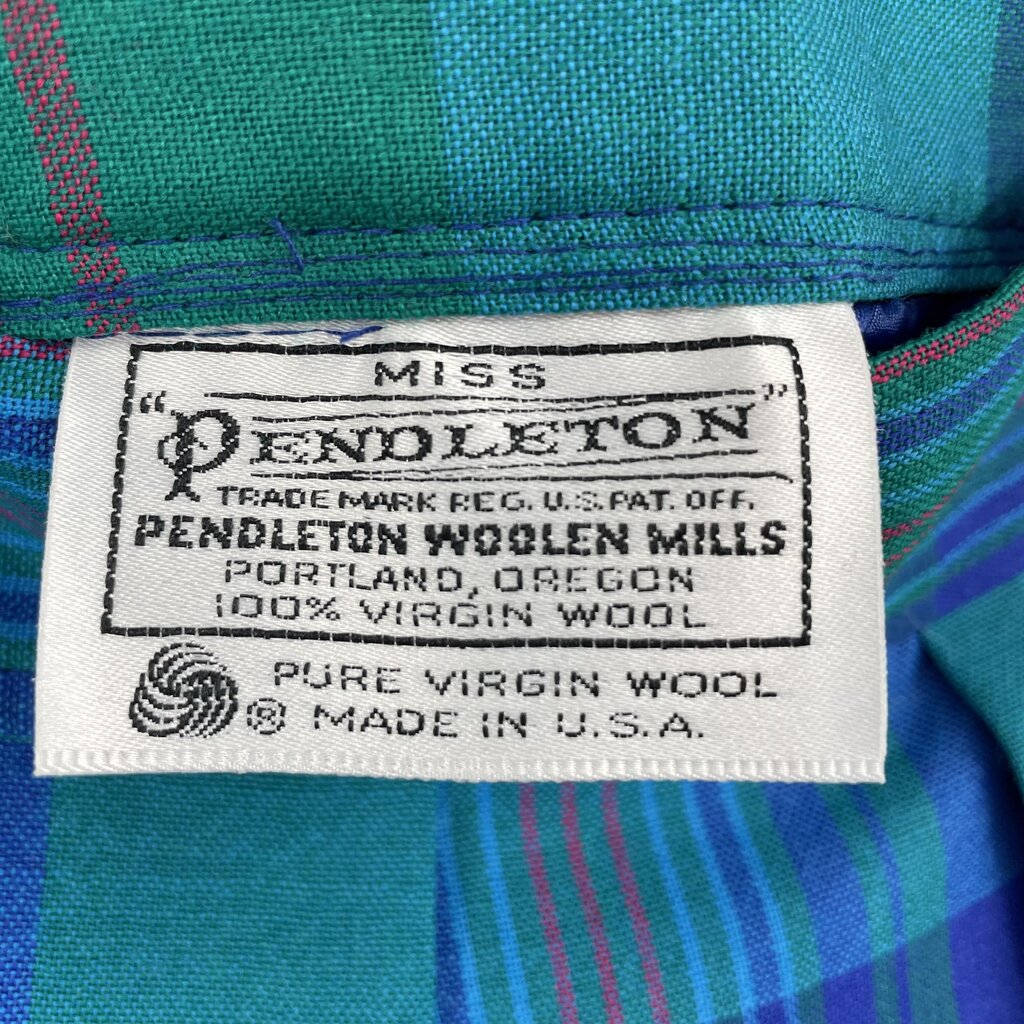 MISS
"PENDLETON"
TRADE MARK REG. U.S. PAT. OFF.
PENDLETON WOOLEN MILLS
PORTLAND, OREGON
100% VIRGIN WOOL
PURE VIRGIN WOOL
® MADE IN U.S.A.